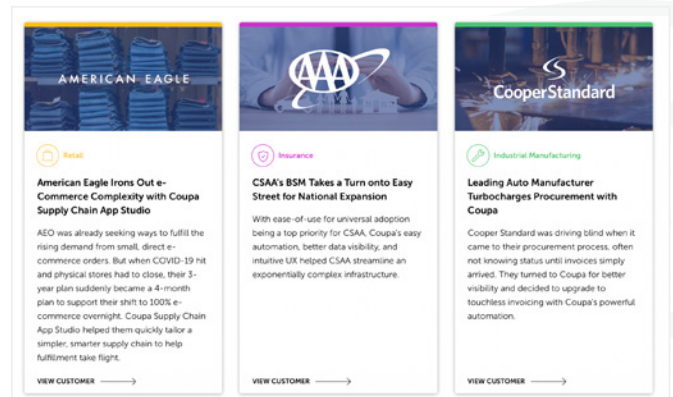 AMERICAN EAGLE
Retail
American Eagle Irons Out e-
Commerce Complexity with Coupa
Supply Chain App Studio
AEO was already seeking ways to fulfill the
rising demand from small, direct e-
commerce orders. But when COVID-19 hit
and physical stores had to close, their 3-
year plan suddenly became a 4-month
plan to support their shift to 100% e-
commerce overnight. Coupa Supply Chain
App Studio helped them quickly tailor a
simpler, smarter supply chain to help
fulfillment take flight.
VIEW CUSTOMER
AAA
Insurance
CSAA's BSM Takes a Turn onto Easy
Street for National Expansion
With ease-of-use for universal adoption
being a top priority for CSAA, Coupa's easy
automation, better data visibility, and
intuitive UX helped CSAA streamline an
exponentially complex infrastructure.
VIEW CUSTOMER
CooperStandard
Industrial Manufacturing
Leading Auto Manufacturer
Turbocharges Procurement with
Coupa
Cooper Standard was driving blind when it
came to their procurement process, often
not knowing status until invoices simply
arrived. They turned to Coupa for better
visibility and decided to upgrade to
touchless invoicing with Coupa's powerful
automation.
VIEW CUSTOMER